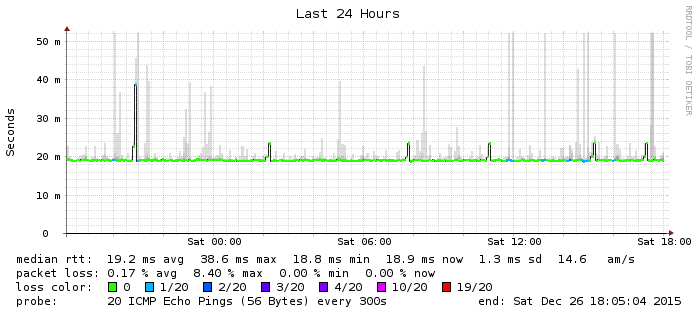 Last 24 Hours
RRDTOOL / TOBI OETIKER
Seconds
50 m
40 m
30 m
20 m
10 m
0
Sat 00:00 Sat 06:00 Sat 12:00 Sat 18:00
median rtt: 19.2 ms avg 38.6 ms max 18.8 ms min 18.9 ms now 1.3 ms sd 14.6 am/s
packet loss: 0.17 % avg 8.40 % max 0.00 % min 0.00 % now
loss color: 0 1/20 2/20 3/20 4/20 10/20 19/20
probe: 20 ICMP Echo Pings (56 Bytes) every 300s end: Sat Dec 26 18:05:04 2015